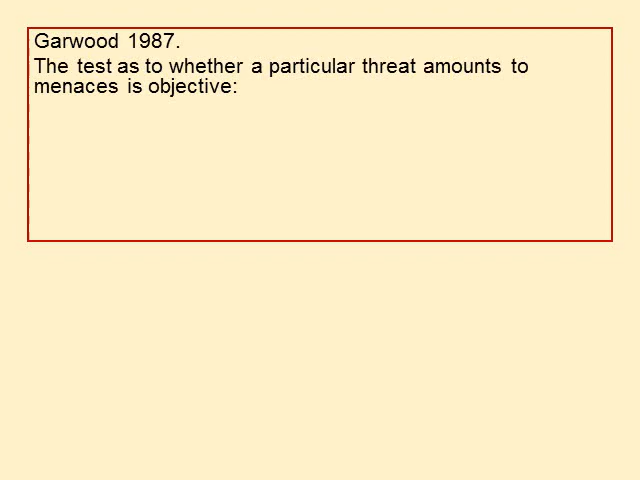 Garwood 1987.
The test as to whether a particular threat amounts to
menaces is objective: